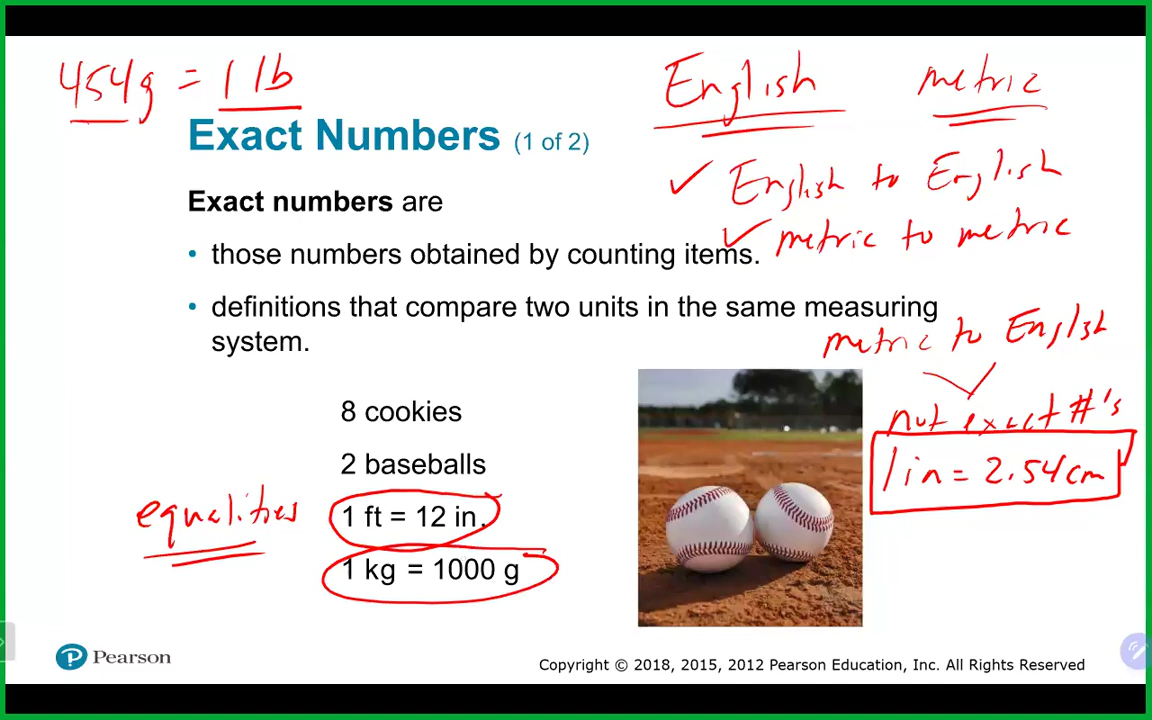 454g = 1 lb
English metric
Exact Numbers (1 of 2)
✓ English to English
Exact numbers are
✓ metric to metric
• those numbers obtained by counting items.
• definitions that compare two units in the same measuring
system.
metric to English
8 cookies
not exact #'s
2 baseballs
1 in = 2.54 cm
equalities
1 ft = 12 in.
1 kg = 1000 g
P Pearson
Copyright © 2018, 2015, 2012 Pearson Education, Inc. All Rights Reserved